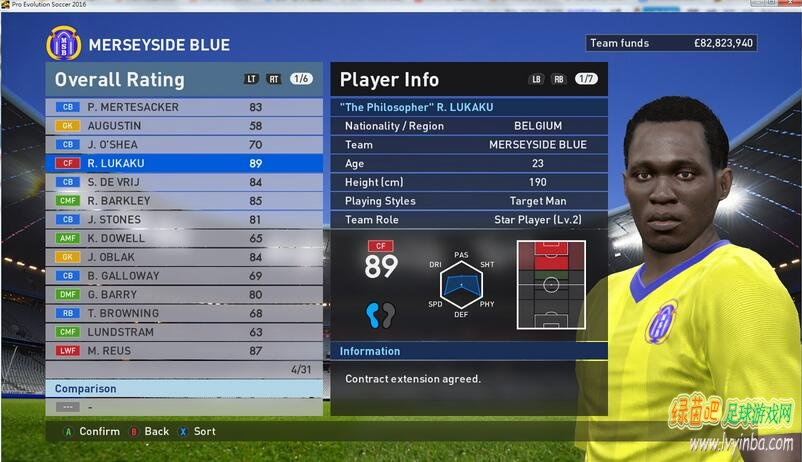 Pro Evolution Soccer 2016
MSB
MERSEYSIDE BLUE
Team funds £82,823,940
Overall Rating LT RT 1/6
CB P. MERTESACKER 83
GK AUGUSTIN 58
CB J. O'SHEA 70
CF R. LUKAKU 89
CB S. DE VRIJ 84
CMF R. BARKLEY 85
CB J. STONES 81
AMF K. DOWELL 65
GK J. OBLAK 84
CB B. GALLOWAY 69
DMF G. BARRY 80
RB T. BROWNING 68
CMF LUNDSTRAM 63
LWF M. REUS 87
4/31
Comparison
--- -
Player Info LB RB 1/7
"The Philosopher" R. LUKAKU
Nationality / Region BELGIUM
Team MERSEYSIDE BLUE
Age 23
Height (cm) 190
Playing Styles Target Man
Team Role Star Player (Lv.2)
CF
89
PAS
DRI SHT
SPD PHY
DEF
Information
Contract extension agreed.
A Confirm B Back X Sort
绿茵吧 足球游戏网
www.lvyinba.com